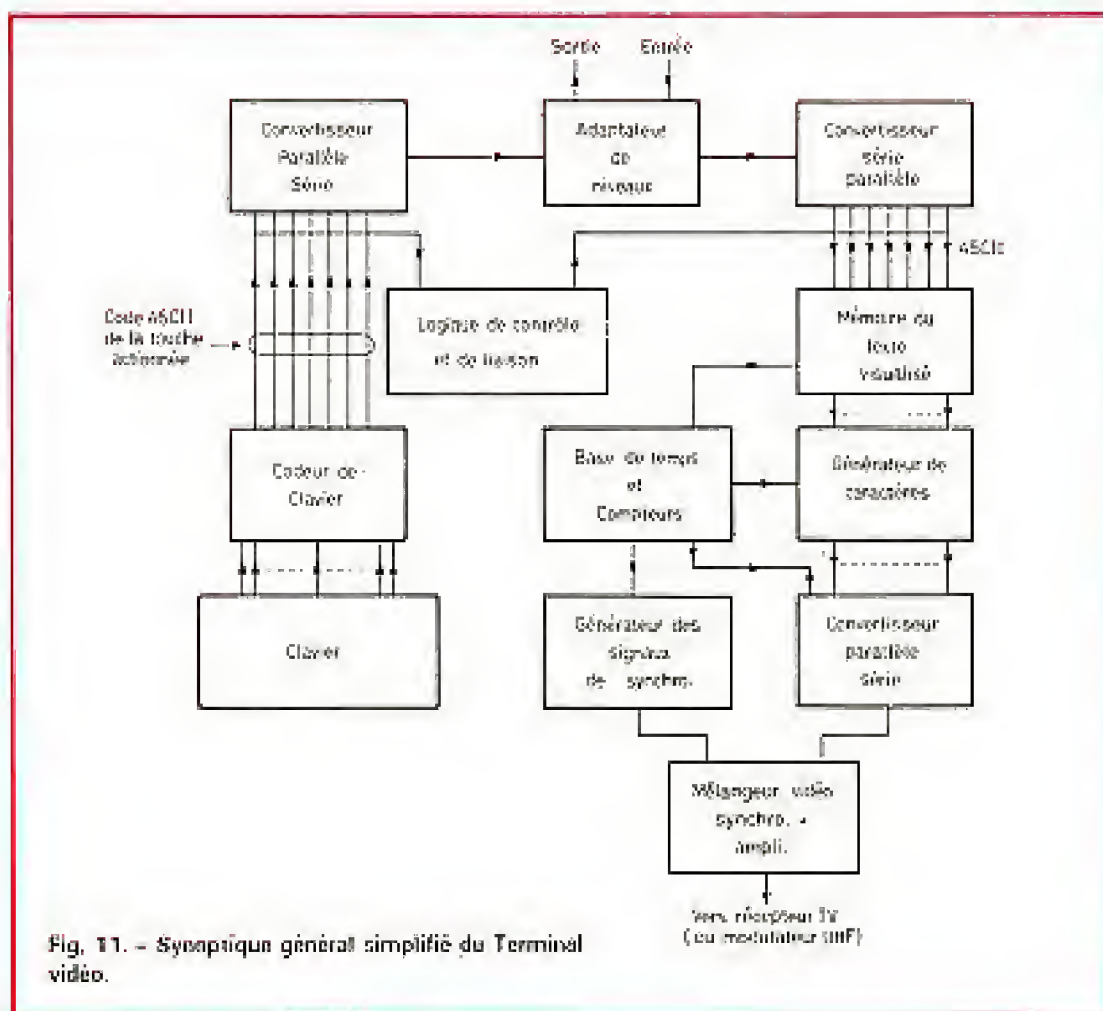 Sortie Entrée
Convertisseur
Parallèle
Série
Adaptateur
de
niveaux
Convertisseur
série
parallèle
ASCII
Code ASCII
de la touche
actionnée
Logique de contrôle
et de liaison
Mémoire du
texte
visualisé
Codeur de
Clavier
Base de temps
et
Compteurs
Générateur de
caractères
Clavier
Générateur des
signaux
de synchro.
Convertisseur
parallèle
série
Mélangeur vidéo
synchro. +
ampli.
Vers récepteur TV
(ou modulateur UHF)
Fig. 11. – Synoptique général simplifié du Terminal
vidéo.